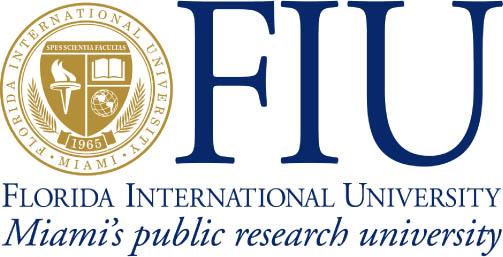 FLORIDA INTERNATIONAL UNIVERSITY
SPES SCIENTIA FACULTAS
1965
• MIAMI •
FIU
FLORIDA INTERNATIONAL UNIVERSITY
Miami's public research university